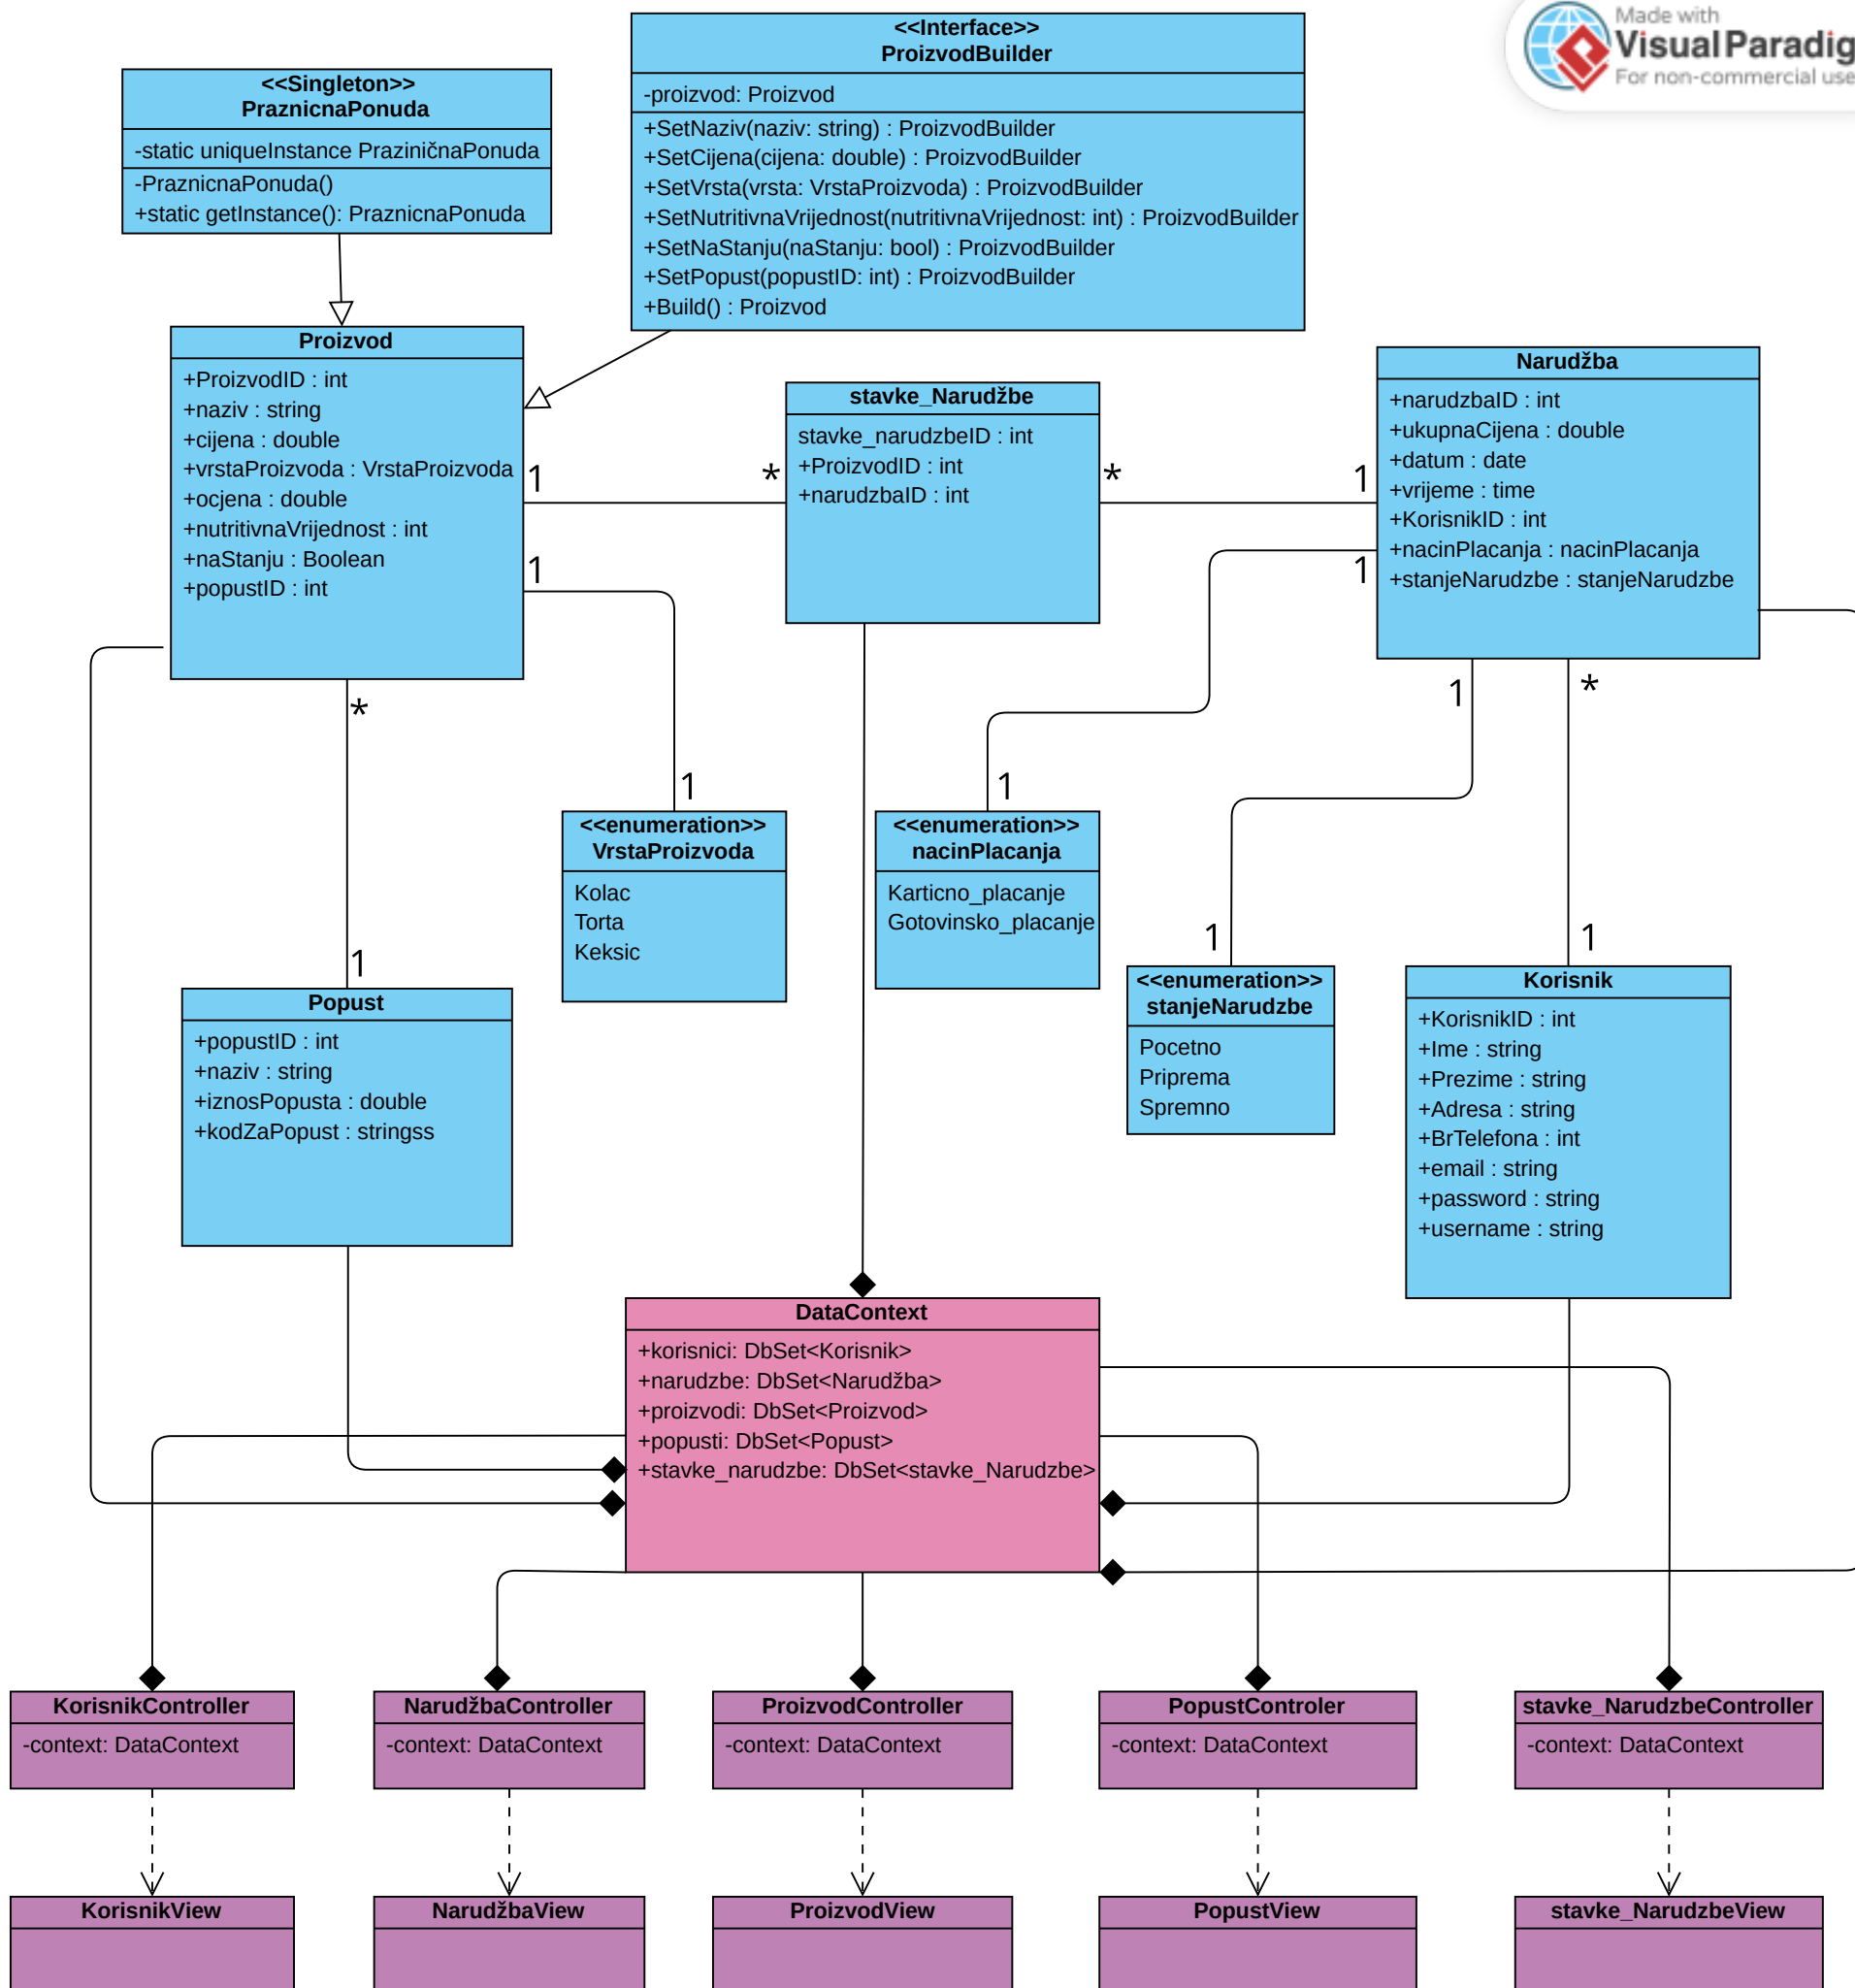 Made with
Visual Paradig
For non-commercial use
<<Singleton>>
PraznicnaPonuda
-static uniqueInstance PraziničnaPonuda
-PraznicnaPonuda()
+static getInstance(): PraznicnaPonuda
<<Interface>>
ProizvodBuilder
-proizvod: Proizvod
+SetNaziv(naziv: string) : ProizvodBuilder
+SetCijena(cijena: double) : ProizvodBuilder
+SetVrsta(vrsta: VrstaProizvoda) : ProizvodBuilder
+SetNutritivnaVrijednost(nutritivnaVrijednost: int) : ProizvodBuilder
+SetNaStanju(naStanju: bool) : ProizvodBuilder
+SetPopust(popustID: int) : ProizvodBuilder
+Build() : Proizvod
Proizvod
+ProizvodID : int
+naziv : string
+cijena : double
+vrstaProizvoda : VrstaProizvoda
+ocjena : double
+nutritivnaVrijednost : int
+naStanju : Boolean
+popustID : int
stavke_Narudžbe
stavke_narudzbeID : int
+ProizvodID : int
+narudzbaID : int
Narudžba
+narudzbaID : int
+ukupnaCijena : double
+datum : date
+vrijeme : time
+KorisnikID : int
+nacinPlacanja : nacinPlacanja
+stanjeNarudzbe : stanjeNarudzbe
1
*
*
1
1
1
*
1
*
1
1
1
1
1
<<enumeration>>
VrstaProizvoda
Kolac
Torta
Keksic
<<enumeration>>
nacinPlacanja
Karticno_placanje
Gotovinsko_placanje
<<enumeration>>
stanjeNarudzbe
Pocetno
Priprema
Spremno
Korisnik
+KorisnikID : int
+Ime : string
+Prezime : string
+Adresa : string
+BrTelefona : int
+email : string
+password : string
+username : string
Popust
+popustID : int
+naziv : string
+iznosPopusta : double
+kodZaPopust : stringss
DataContext
+korisnici: DbSet<Korisnik>
+narudzbe: DbSet<Narudžba>
+proizvodi: DbSet<Proizvod>
+popusti: DbSet<Popust>
+stavke_narudzbe: DbSet<stavke_Narudzbe>
KorisnikController
-context: DataContext
NarudžbaController
-context: DataContext
ProizvodController
-context: DataContext
PopustControler
-context: DataContext
stavke_NarudzbeController
-context: DataContext
KorisnikView
NarudžbaView
ProizvodView
PopustView
stavke_NarudzbeView